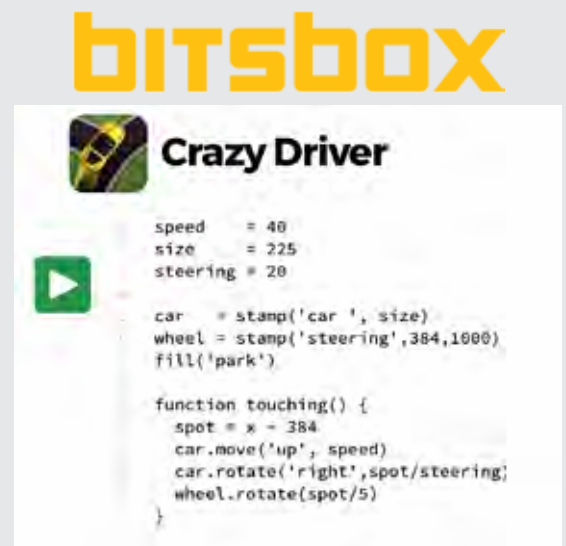 bitsbox
Crazy Driver
speed = 40
size = 225
steering = 20
car = stamp('car ', size)
wheel = stamp('steering',384,1000)
fill('park')
function touching() {
spot = x - 384
car.move('up', speed)
car.rotate('right',spot/steering)
wheel.rotate(spot/5)
}